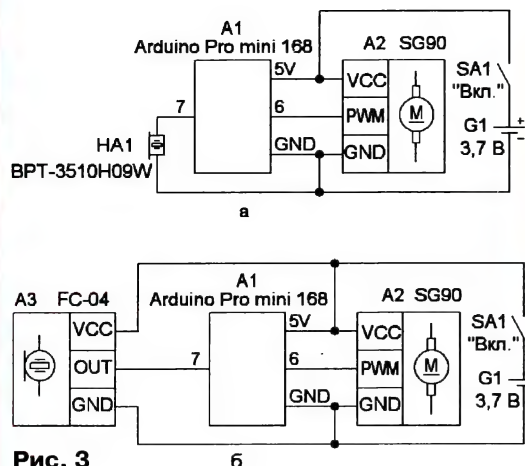 A1
Arduino Pro mini 168
A2 SG90
5V
VCC
SA1
"Вкл."
7
6
PWM
M
G1
+
−
3,7 В
HA1
BPT-3510H09W
GND
GND
а
A3 FC-04
A1
Arduino Pro mini 168
A2 SG90
VCC
5V
VCC
SA1
"Вкл."
OUT
7
6
PWM
M
G1
3,7 В
GND
GND
GND
Рис. 3
б